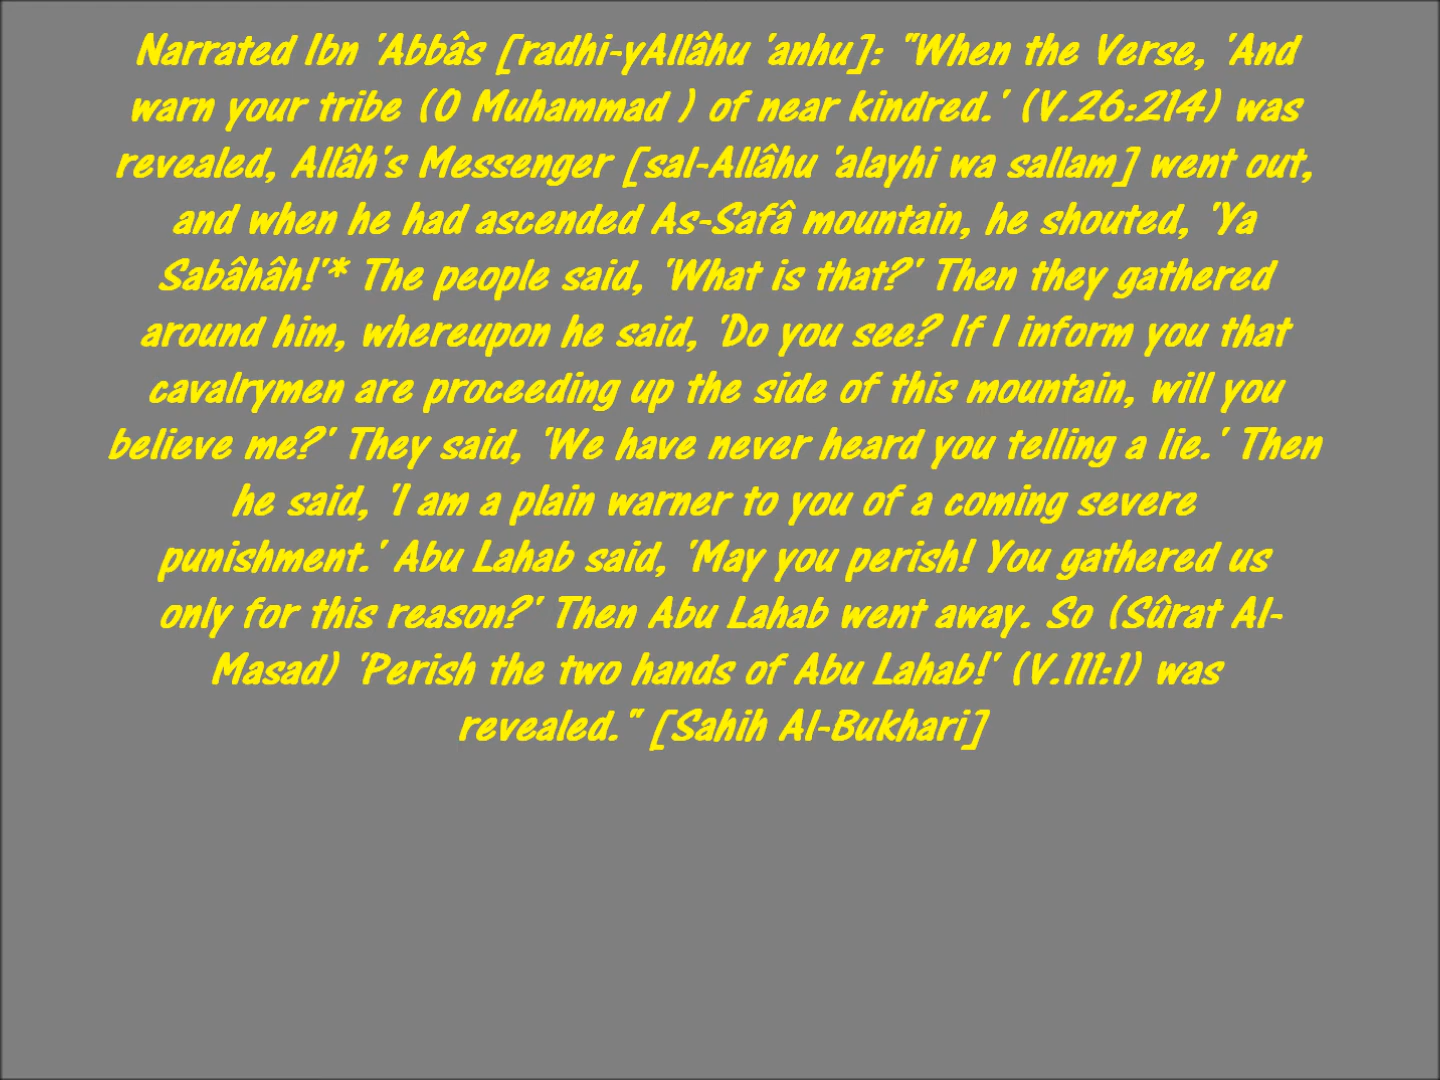 Narrated Ibn 'Abbâs [radhi-yAllâhu 'anhu]: "When the Verse, 'And
warn your tribe (O Muhammad ) of near kindred.' (V.26:214) was
revealed, Allâh's Messenger [sal-Allâhu 'alayhi wa sallam] went out,
and when he had ascended As-Safâ mountain, he shouted, 'Ya
Sabâhâh!'* The people said, 'What is that?' Then they gathered
around him, whereupon he said, 'Do you see? If I inform you that
cavalrymen are proceeding up the side of this mountain, will you
believe me?' They said, 'We have never heard you telling a lie.' Then
he said, 'I am a plain warner to you of a coming severe
punishment.' Abu Lahab said, 'May you perish! You gathered us
only for this reason?' Then Abu Lahab went away. So (Sûrat Al-
Masad) 'Perish the two hands of Abu Lahab!' (V.111:1) was
revealed." [Sahih Al-Bukhari]